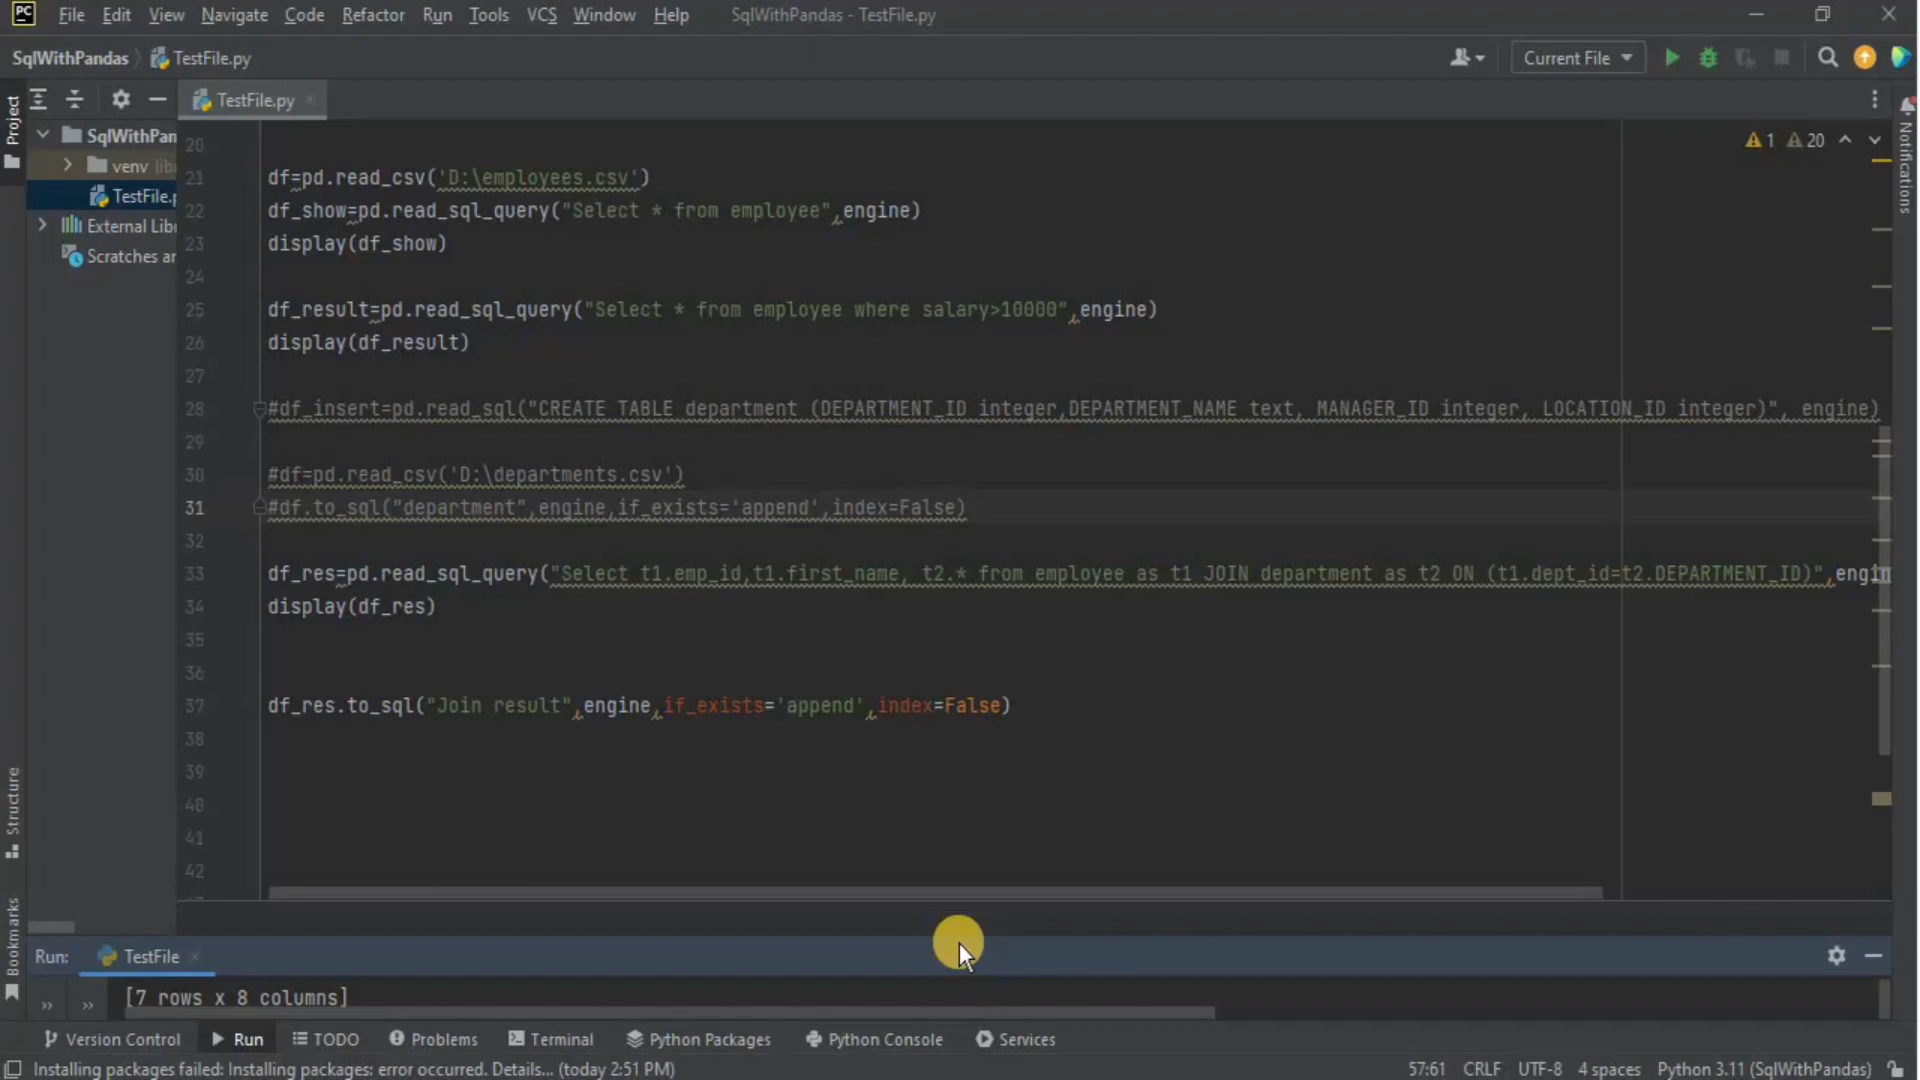 PC File Edit View Navigate Code Refactor Run Tools VCS Window Help SqlWithPandas - TestFile.py
SqlWithPandas TestFile.py Current File
Project
TestFile.py
SqlWithPan
venv lib
TestFile.p
External Lib
Scratches ar
1 20
Notifications
20
21 df=pd.read_csv('D:\employees.csv')
22 df_show=pd.read_sql_query("Select * from employee",engine)
23 display(df_show)
24
25 df_result=pd.read_sql_query("Select * from employee where salary>10000",engine)
26 display(df_result)
27
28 #df_insert=pd.read_sql("CREATE TABLE department (DEPARTMENT_ID integer,DEPARTMENT_NAME text, MANAGER_ID integer, LOCATION_ID integer)", engine)
29
30 #df=pd.read_csv('D:\departments.csv')
31 #df.to_sql("department",engine,if_exists='append',index=False)
32
33 df_res=pd.read_sql_query("Select t1.emp_id,t1.first_name, t2.* from employee as t1 JOIN department as t2 ON (t1.dept_id=t2.DEPARTMENT_ID)",engin
34 display(df_res)
35
36
37 df_res.to_sql("Join result",engine,if_exists='append',index=False)
38
39
40
41
42
Structure
Bookmarks
Run: TestFile
[7 rows x 8 columns]
Version Control Run TODO Problems Terminal Python Packages Python Console Services
Installing packages failed: Installing packages: error occurred. Details... (today 2:51 PM) 57:61 CRLF UTF-8 4 spaces Python 3.11 (SqlWithPandas)